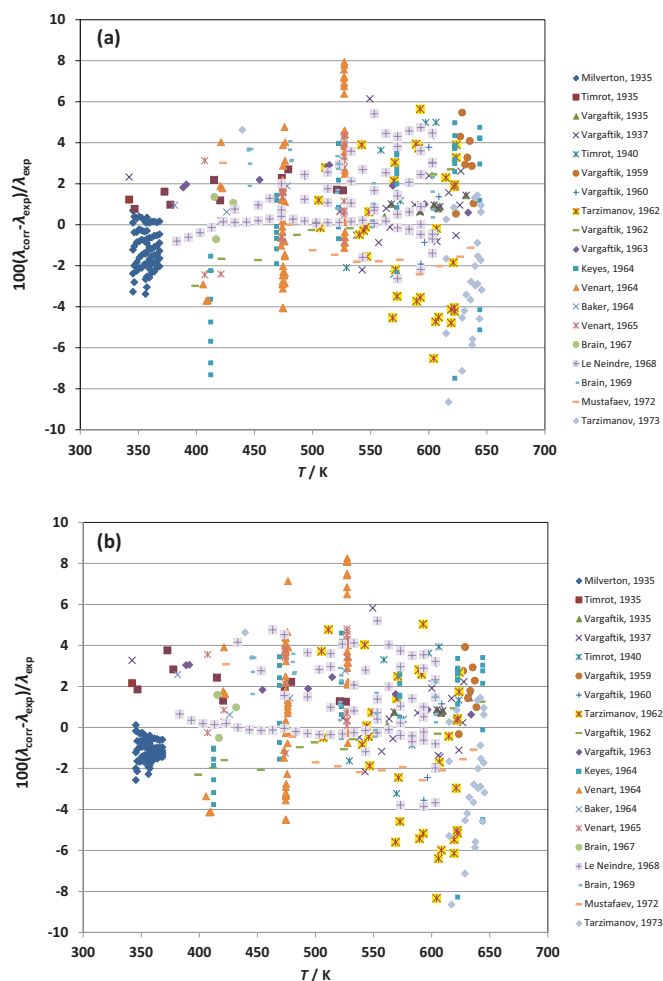 (a)
10
8
6
4
2
0
-2
-4
-6
-8
-10
100(λcorr-λexp)/λexp
300 350 400 450 500 550 600 650 700
T / K
Milverton, 1935
Timrot, 1935
Vargaftik, 1935
Vargaftik, 1937
Timrot, 1940
Vargaftik, 1959
Vargaftik, 1960
Tarzimanov, 1962
Vargaftik, 1962
Vargaftik, 1963
Keyes, 1964
Venart, 1964
Baker, 1964
Venart, 1965
Brain, 1967
Le Neindre, 1968
Brain, 1969
Mustafaev, 1972
Tarzimanov, 1973
(b)
10
8
6
4
2
0
-2
-4
-6
-8
-10
100(λcorr-λexp)/λexp
300 350 400 450 500 550 600 650 700
T / K
Milverton, 1935
Timrot, 1935
Vargaftik, 1935
Vargaftik, 1937
Timrot, 1940
Vargaftik, 1959
Vargaftik, 1960
Tarzimanov, 1962
Vargaftik, 1962
Vargaftik, 1963
Keyes, 1964
Venart, 1964
Baker, 1964
Venart, 1965
Brain, 1967
Le Neindre, 1968
Brain, 1969
Mustafaev, 1972
Tarzimanov, 1973